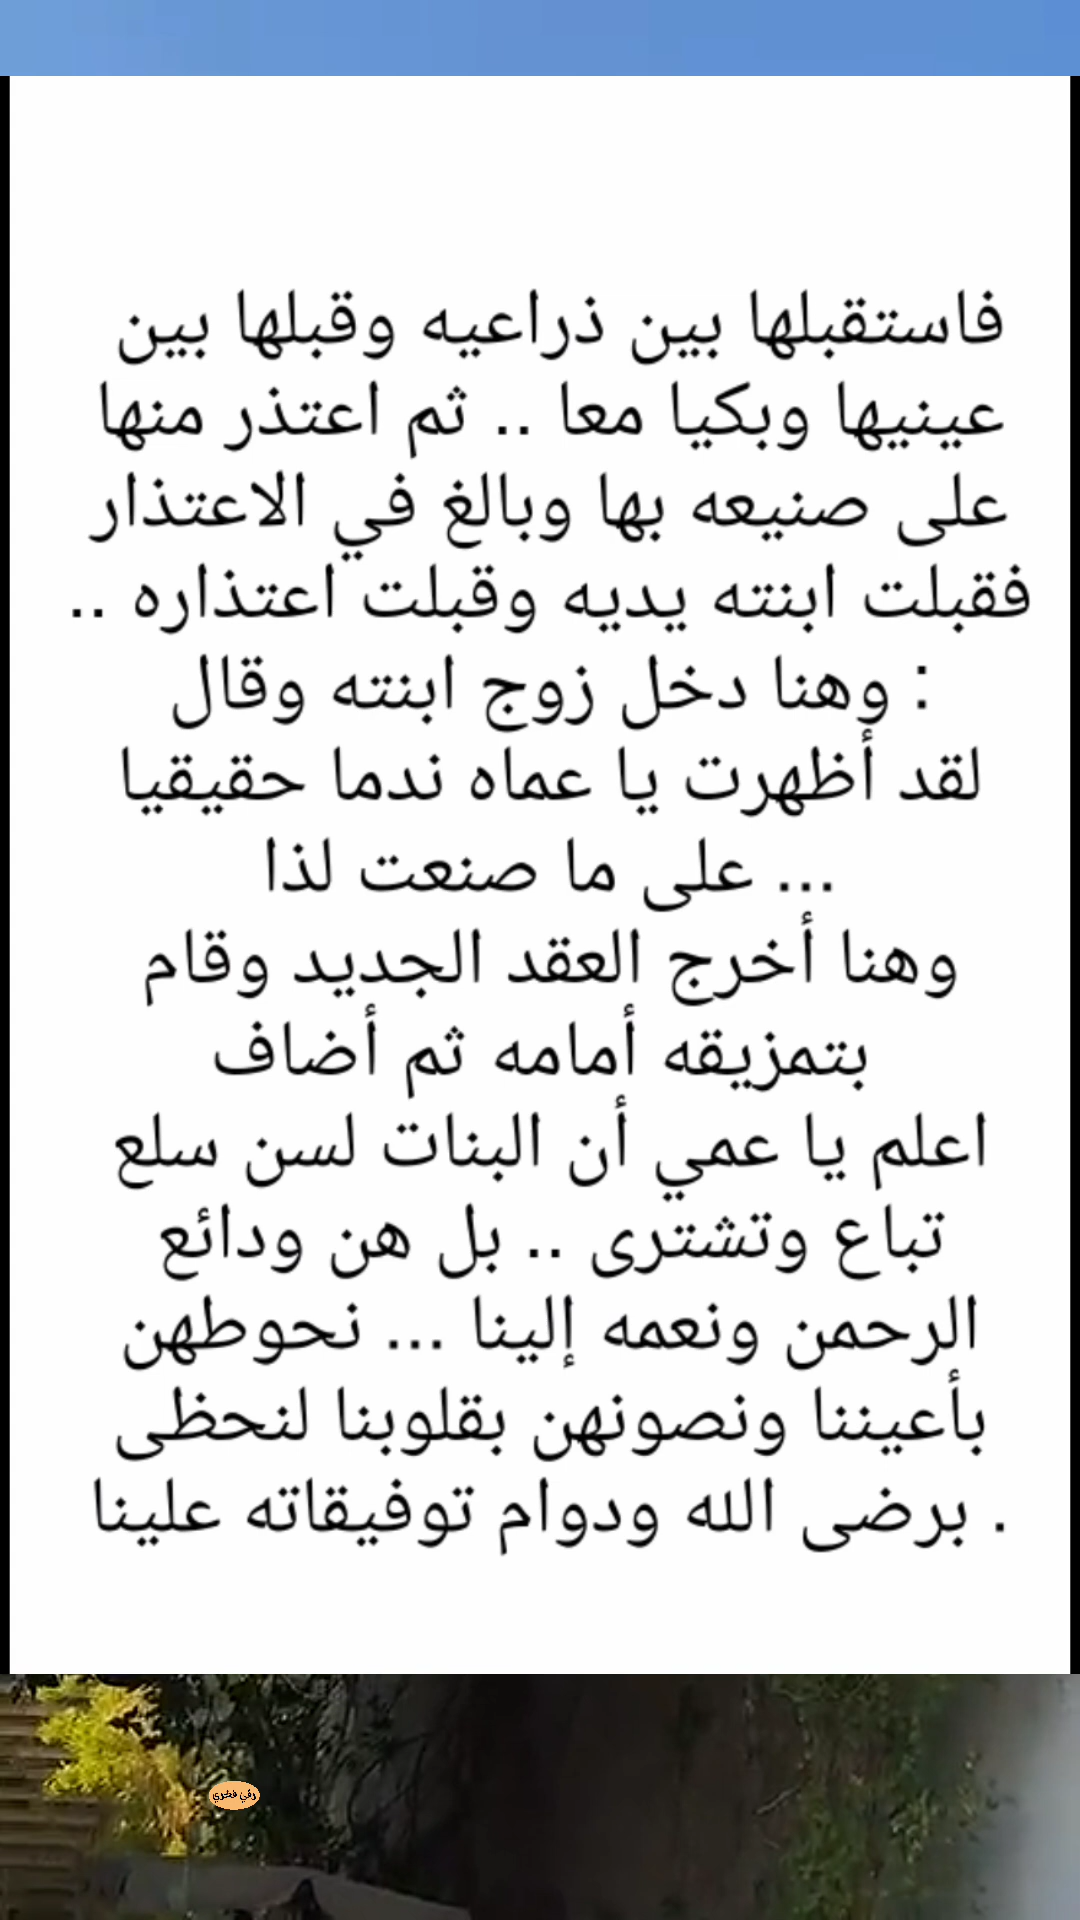 فاستقبلها بين ذراعيه وقبلها بين
عينيها وبكيا معا .. ثم اعتذر منها
على صنيعه بها وبالغ في الاعتذار
فقبلت ابنته يديه وقبلت اعتذاره ..
: وهنا دخل زوج ابنته وقال
لقد أظهرت يا عماه ندما حقيقيا
... على ما صنعت لذا
وهنا أخرج العقد الجديد وقام
بتمزيقه أمامه ثم أضاف
اعلم يا عمي أن البنات لسن سلع
تباع وتشترى .. بل هن ودائع
الرحمن ونعمه إلينا ... نحوطهن
بأعيننا ونصونهن بقلوبنا لنحظى
. برضى الله ودوام توفيقاته علينا